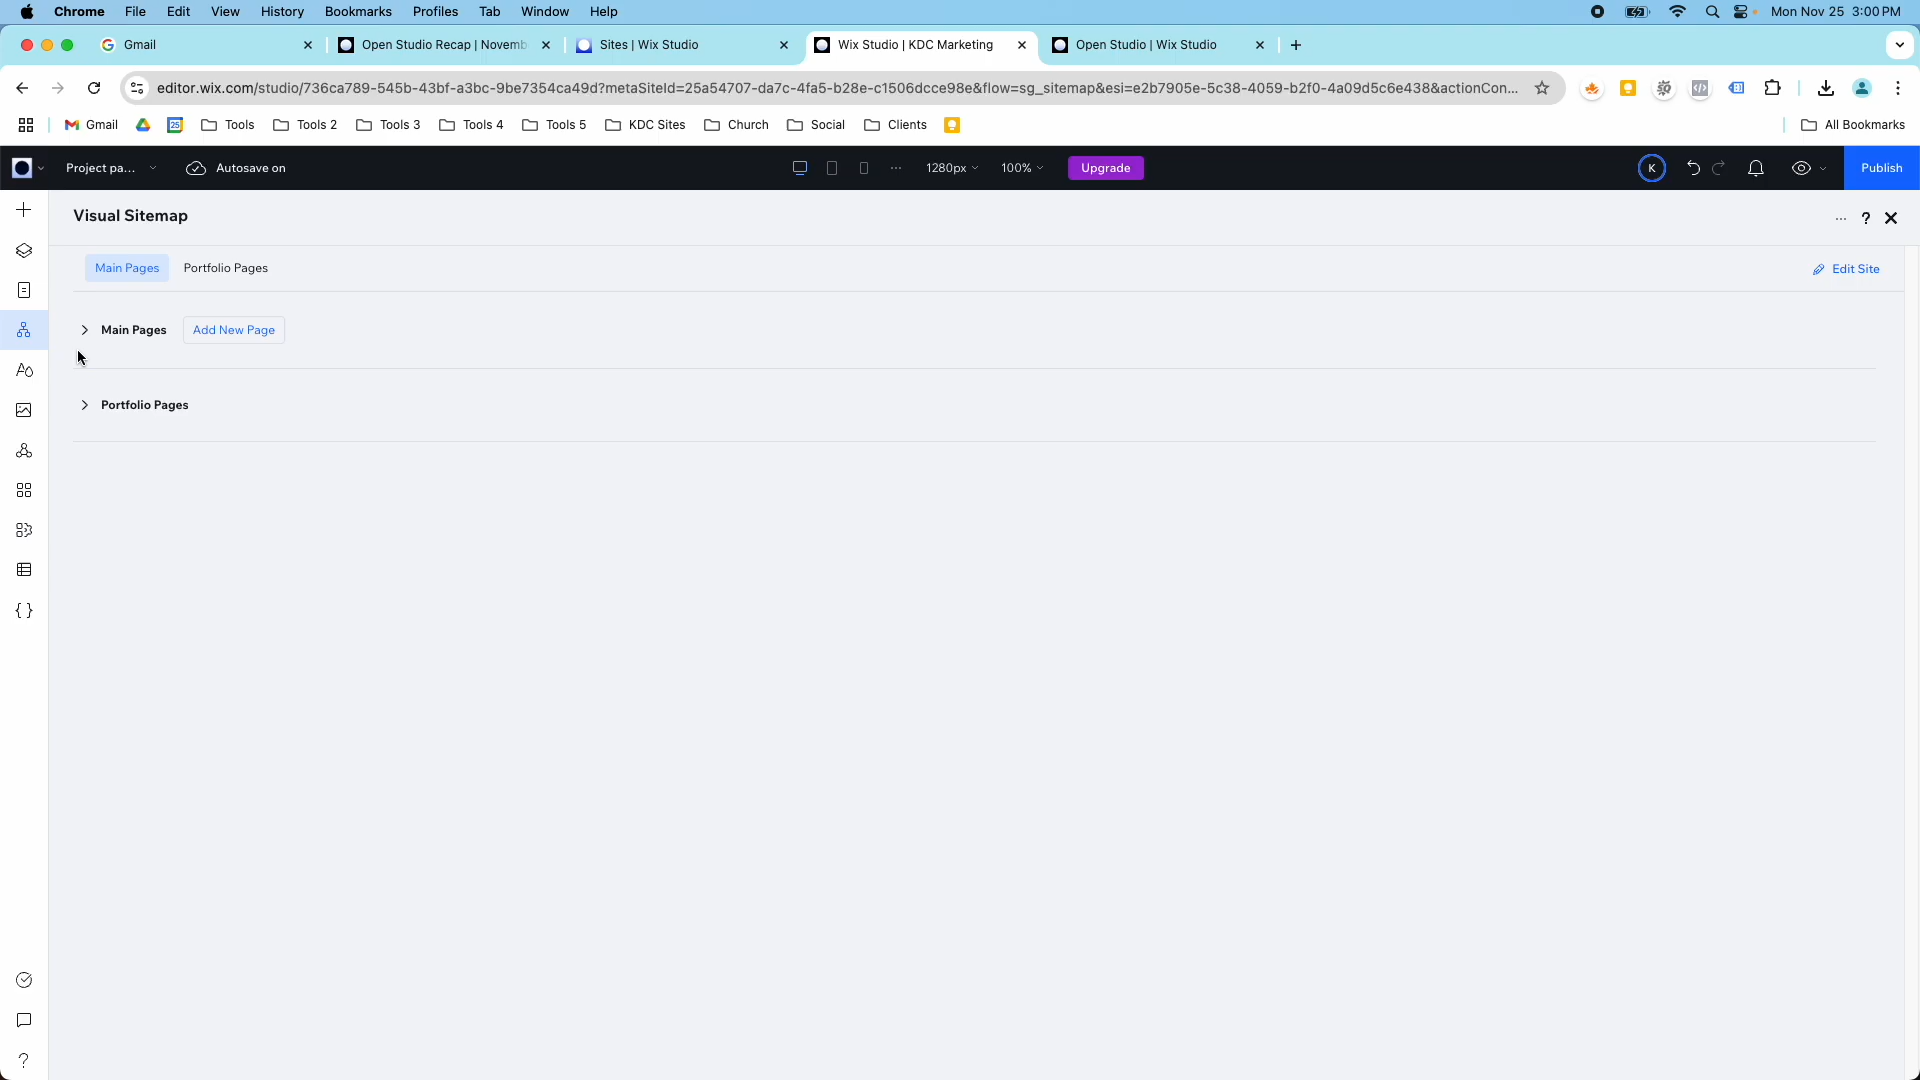 Chrome File Edit View History Bookmarks Profiles Tab Window Help Mon Nov 25 3:00 PM
Gmail Open Studio Recap | Novemb Sites | Wix Studio Wix Studio | KDC Marketing Open Studio | Wix Studio
editor.wix.com/studio/736ca789-545b-43bf-a3bc-9be7354ca49d?metaSiteId=25a54707-da7c-4fa5-b28e-c1506dcce98e&flow=sg_sitemap&esi=e2b7905e-5c38-4059-b2f0-4a09d5c6e438&actionCon...
Gmail 25 Tools Tools 2 Tools 3 Tools 4 Tools 5 KDC Sites Church Social Clients All Bookmarks
Project pa... Autosave on ... 1280px 100% Upgrade K Publish
Visual Sitemap ... ?
Main Pages Portfolio Pages Edit Site
Main Pages Add New Page
Portfolio Pages
?